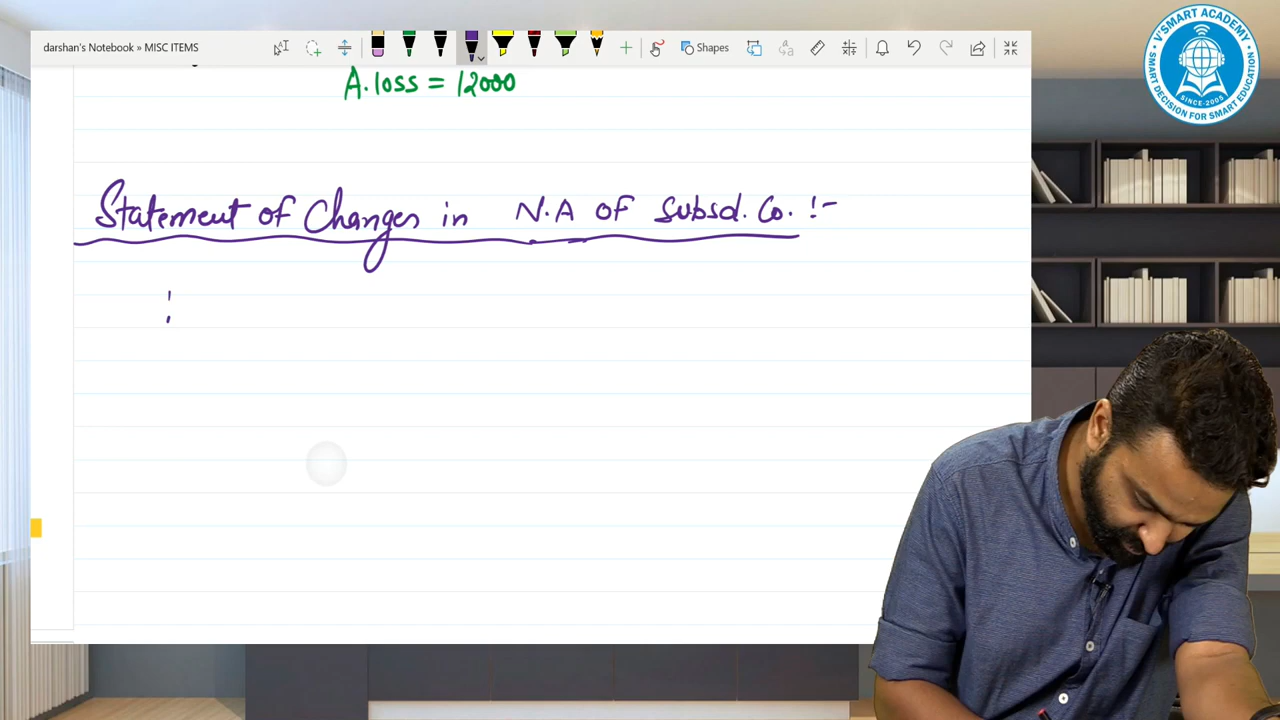 darshan's Notebook » MISC ITEMS
Shapes
A. loss = 12000
Statement of Changes in N.A of Subsd. Co. :-
V'SMART ACADEMY
SINCE-2005
SMART DECISION FOR SMART EDUCATION